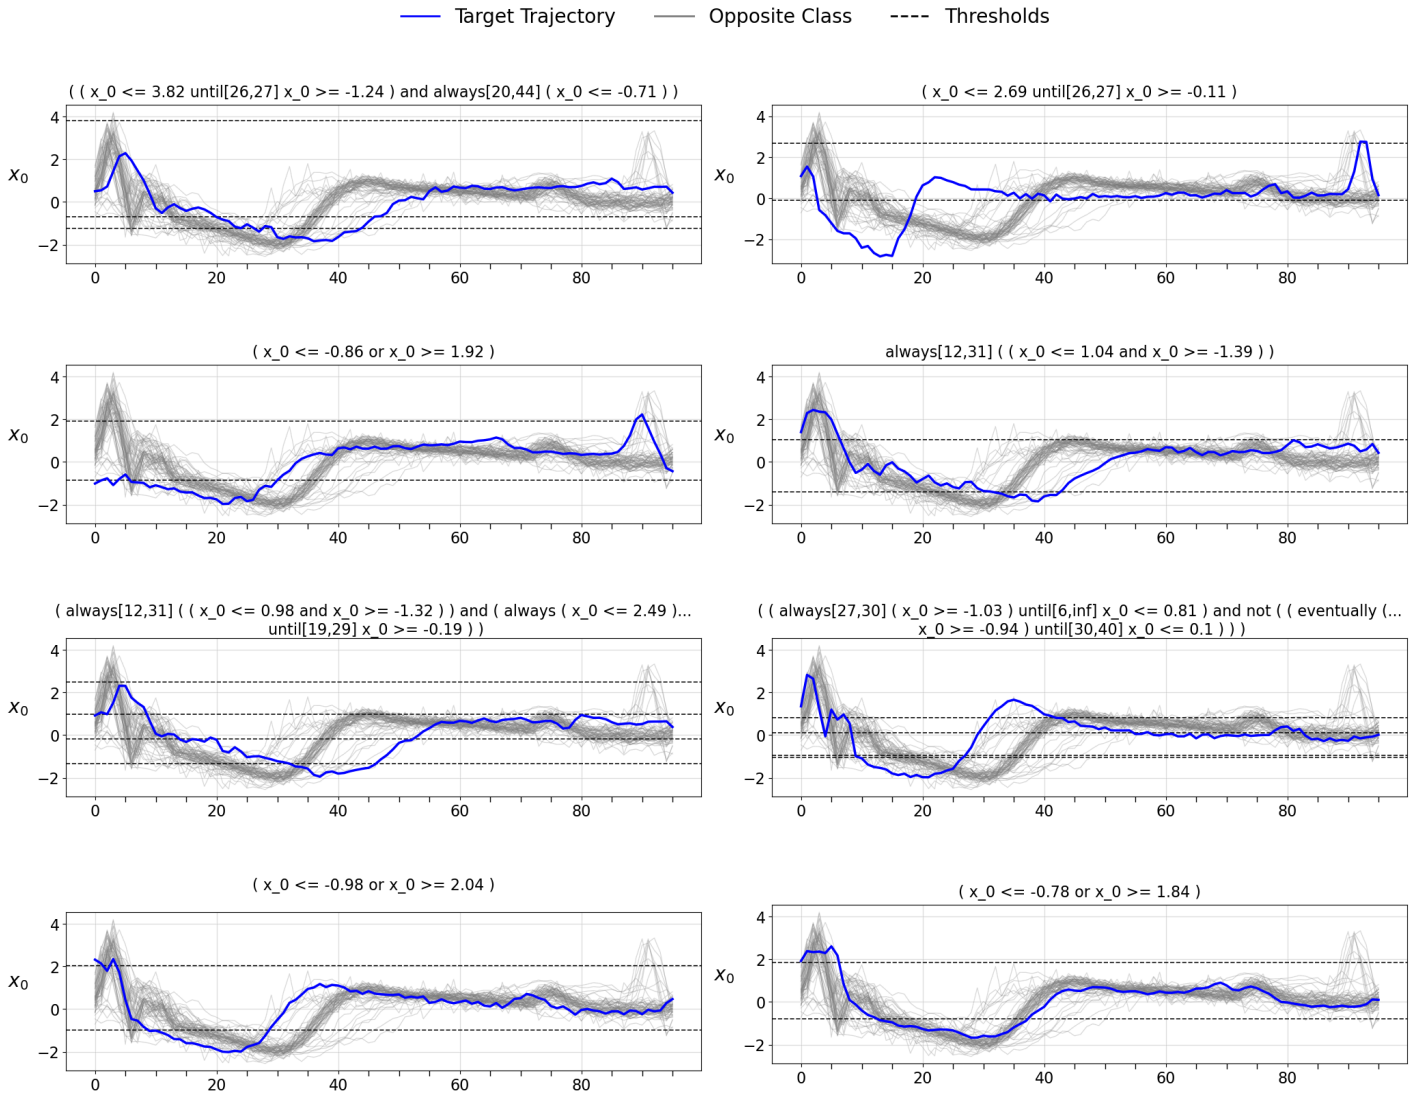 Target Trajectory Opposite Class Thresholds
( ( x_0 <= 3.82 until[26,27] x_0 >= -1.24 ) and always[20,44] ( x_0 <= -0.71 ) )
x0
4
2
0
−2
0 20 40 60 80
( x_0 <= 2.69 until[26,27] x_0 >= -0.11 )
x0
4
2
0
−2
0 20 40 60 80
( x_0 <= -0.86 or x_0 >= 1.92 )
x0
4
2
0
−2
0 20 40 60 80
always[12,31] ( ( x_0 <= 1.04 and x_0 >= -1.39 ) )
x0
4
2
0
−2
0 20 40 60 80
( always[12,31] ( ( x_0 <= 0.98 and x_0 >= -1.32 ) ) and ( always ( x_0 <= 2.49 )...
until[19,29] x_0 >= -0.19 ) )
x0
4
2
0
−2
0 20 40 60 80
( ( always[27,30] ( x_0 >= -1.03 ) until[6,inf] x_0 <= 0.81 ) and not ( ( eventually (...
x_0 >= -0.94 ) until[30,40] x_0 <= 0.1 ) ) )
x0
4
2
0
−2
0 20 40 60 80
( x_0 <= -0.98 or x_0 >= 2.04 )
x0
4
2
0
−2
0 20 40 60 80
( x_0 <= -0.78 or x_0 >= 1.84 )
x0
4
2
0
−2
0 20 40 60 80